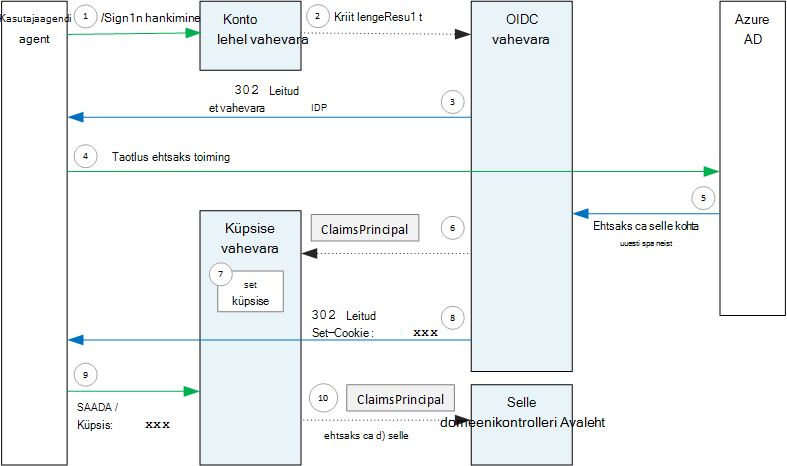 Kasutajaagendi
agent
1
/Sign1n hankimine
Konto
lehel vahevara
2
Kriit lengeResu1 t
OIDC
vahevara
Azure
AD
302 Leitud
et vahevara IDP
3
4
Taotlus ehtsaks toiming
5
Ehtsaks ca selle kohta
uuesti spa neist
Küpsise
vahevara
ClaimsPrincipal
6
7
set
küpsise
302 Leitud
Set-Cookie: xxx
8
9
SAADA /
Küpsis: xxx
10
ClaimsPrincipal
ehtsaks ca d) selle
Selle
domeenikontrolleri Avaleht